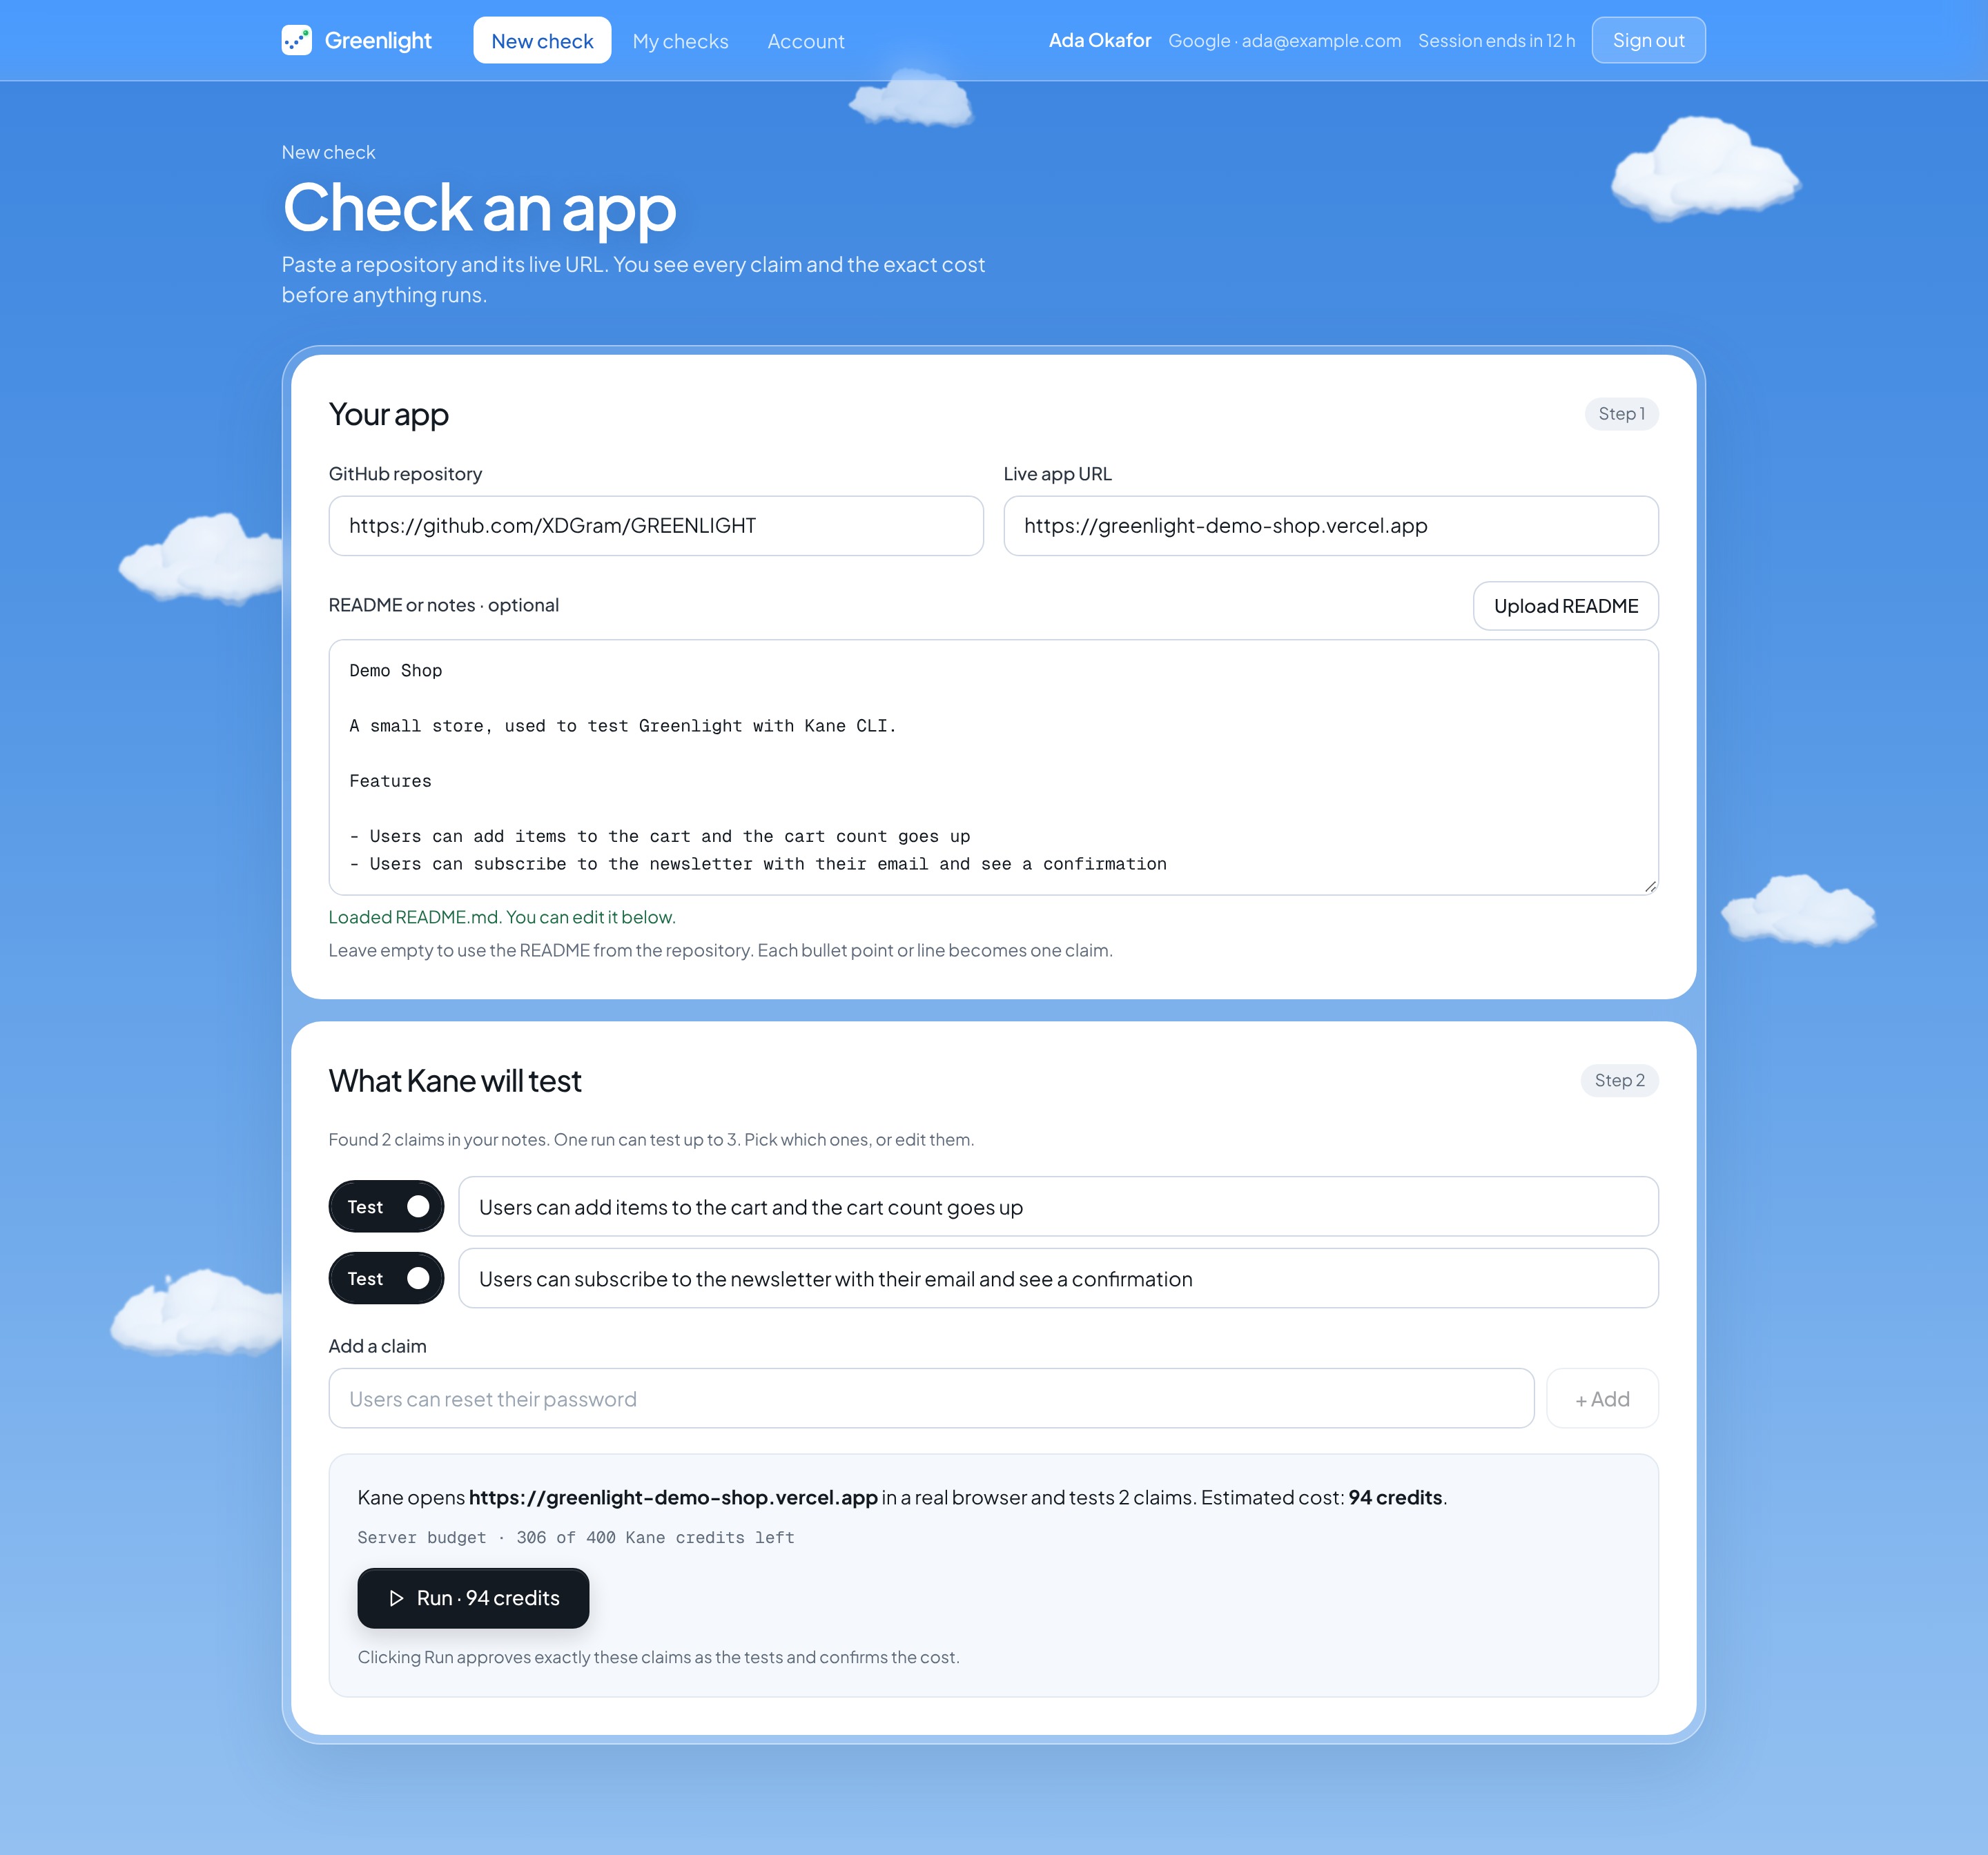 Greenlight
New check
My checks
Account
Ada Okafor
Google · ada@example.com
Session ends in 12 h
Sign out
New check
Check an app
Paste a repository and its live URL. You see every claim and the exact cost
before anything runs.
Your app
Step 1
GitHub repository
Live app URL
https://github.com/XDGram/GREENLIGHT
https://greenlight-demo-shop.vercel.app
README or notes · optional
Upload README
Demo Shop
A small store, used to test Greenlight with Kane CLI.
Features
- Users can add items to the cart and the cart count goes up
- Users can subscribe to the newsletter with their email and see a confirmation
Loaded README.md. You can edit it below.
Leave empty to use the README from the repository. Each bullet point or line becomes one claim.
What Kane will test
Step 2
Found 2 claims in your notes. One run can test up to 3. Pick which ones, or edit them.
Test
Users can add items to the cart and the cart count goes up
Test
Users can subscribe to the newsletter with their email and see a confirmation
Add a claim
Users can reset their password
+ Add
Kane opens https://greenlight-demo-shop.vercel.app in a real browser and tests 2 claims. Estimated cost: 94 credits.
Server budget · 306 of 400 Kane credits left
Run · 94 credits
Clicking Run approves exactly these claims as the tests and confirms the cost.